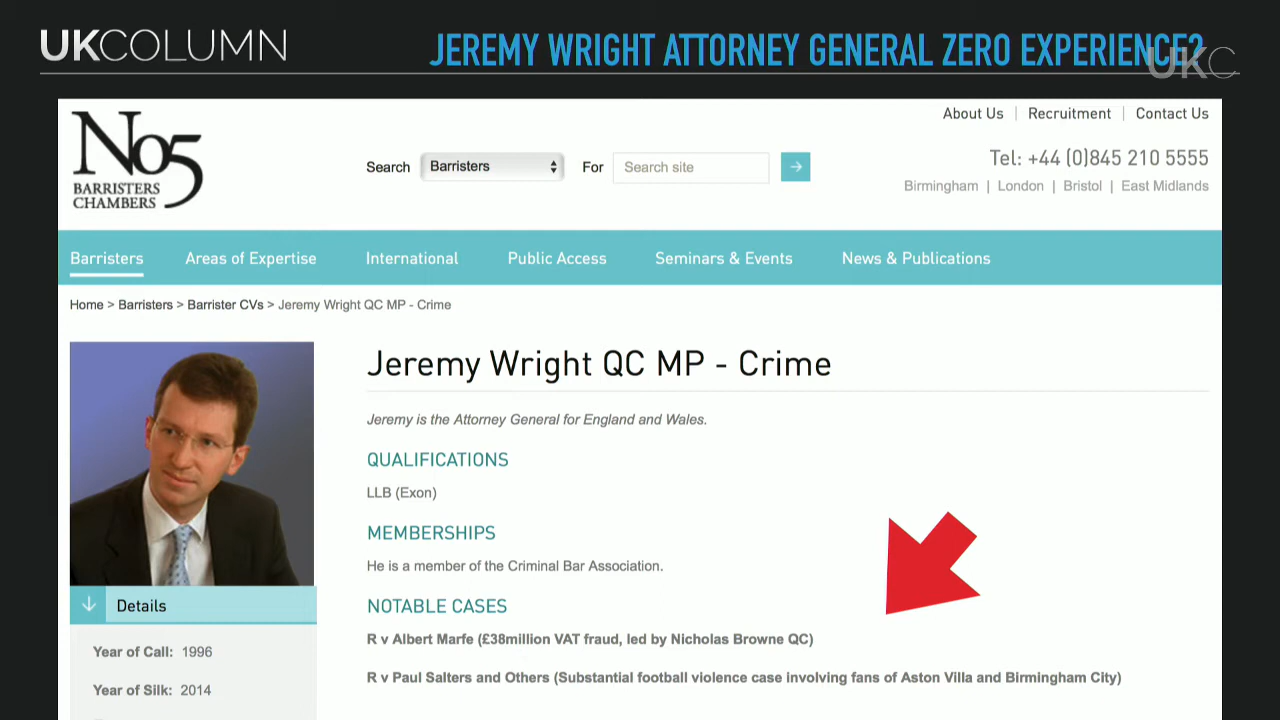 UKCOLUMN
JEREMY WRIGHT ATTORNEY GENERAL ZERO EXPERIENCE?
UKC
No5
BARRISTERS
CHAMBERS
Search Barristers For Search site
About Us | Recruitment | Contact Us
Tel: +44 (0)845 210 5555
Birmingham | London | Bristol | East Midlands
Barristers Areas of Expertise International Public Access Seminars & Events News & Publications
Home > Barristers > Barrister CVs > Jeremy Wright QC MP - Crime
Jeremy Wright QC MP - Crime
Jeremy is the Attorney General for England and Wales.
QUALIFICATIONS
LLB (Exon)
MEMBERSHIPS
He is a member of the Criminal Bar Association.
NOTABLE CASES
R v Albert Marfe (£38million VAT fraud, led by Nicholas Browne QC)
R v Paul Salters and Others (Substantial football violence case involving fans of Aston Villa and Birmingham City)
Details
Year of Call: 1996
Year of Silk: 2014